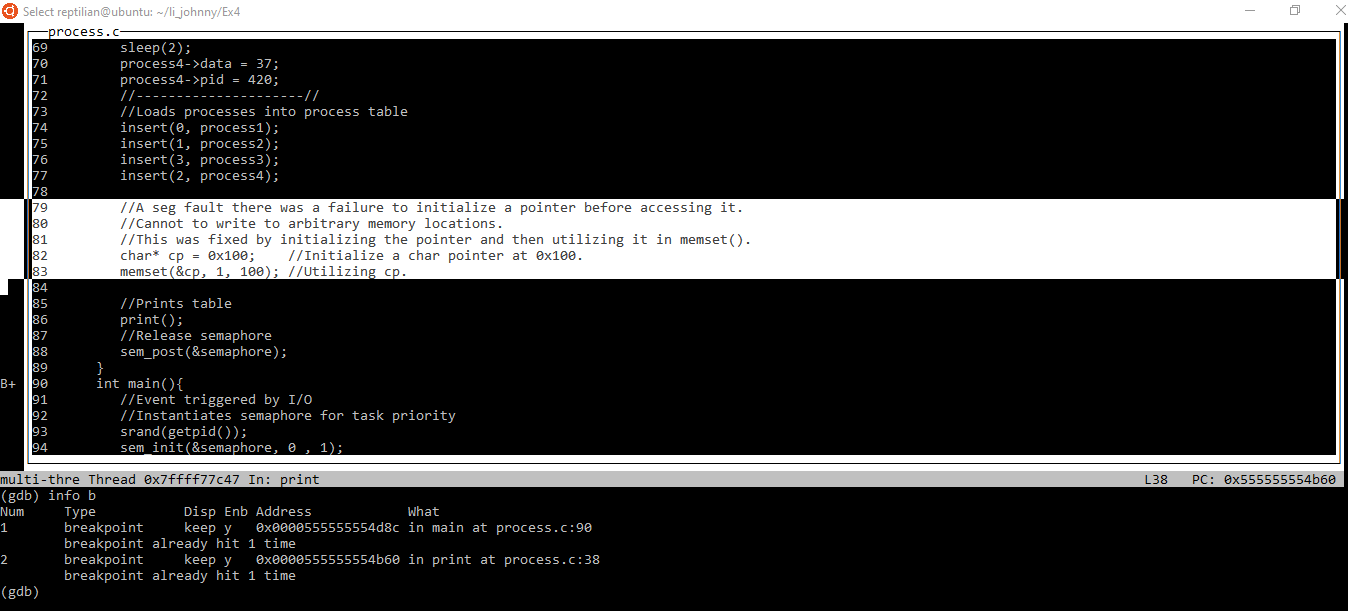 Select reptilian@ubuntu: ~/li_johnny/Ex4
process.c
69 sleep(2);
70 process4->data = 37;
71 process4->pid = 420;
72 //---------------------//
73 //Loads processes into process table
74 insert(0, process1);
75 insert(1, process2);
76 insert(3, process3);
77 insert(2, process4);
78
79 //A seg fault there was a failure to initialize a pointer before accessing it.
80 //Cannot to write to arbitrary memory locations.
81 //This was fixed by initializing the pointer and then utilizing it in memset().
82 char* cp = 0x100;    //Initialize a char pointer at 0x100.
83 memset(&cp, 1, 100); //Utilizing cp.
84
85 //Prints table
86 print();
87 //Release semaphore
88 sem_post(&semaphore);
89 }
B+ 90 int main(){
91 //Event triggered by I/O
92 //Instantiates semaphore for task priority
93 srand(getpid());
94 sem_init(&semaphore, 0 , 1);
multi-thre Thread 0x7ffff77c47 In: print L38 PC: 0x555555554b60
(gdb) info b
Num Type Disp Enb Address What
1 breakpoint keep y 0x0000555555554d8c in main at process.c:90
breakpoint already hit 1 time
2 breakpoint keep y 0x0000555555554b60 in print at process.c:38
breakpoint already hit 1 time
(gdb)